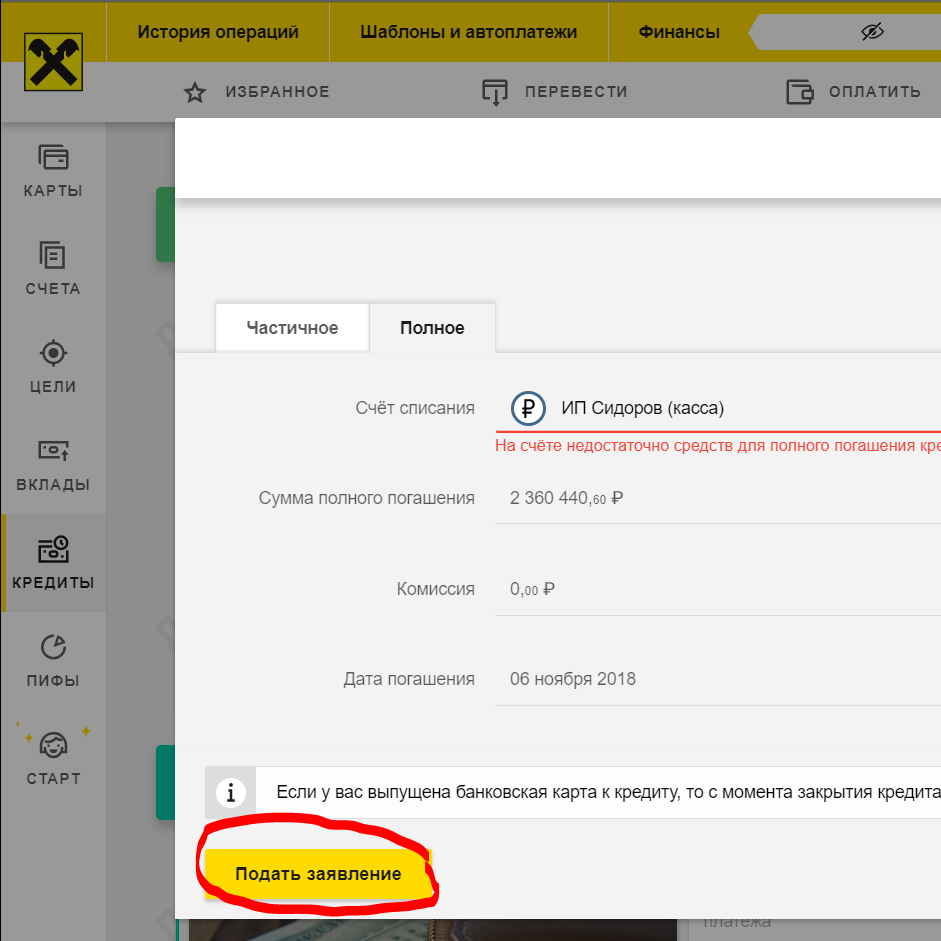 История операций
Шаблоны и автоплатежи
Финансы
ИЗБРАННОЕ
ПЕРЕВЕСТИ
ОПЛАТИТЬ
КАРТЫ
СЧЕТА
ЦЕЛИ
ВКЛАДЫ
КРЕДИТЫ
ПИФЫ
СТАРТ
Частичное
Полное
Счёт списания
₽ ИП Сидоров (касса)
На счёте недостаточно средств для полного погашения кре
Сумма полного погашения
2 360 440,60 ₽
Комиссия
0,00 ₽
Дата погашения
06 ноября 2018
Если у вас выпущена банковская карта к кредиту, то с момента закрытия кредита
Подать заявление
платежа